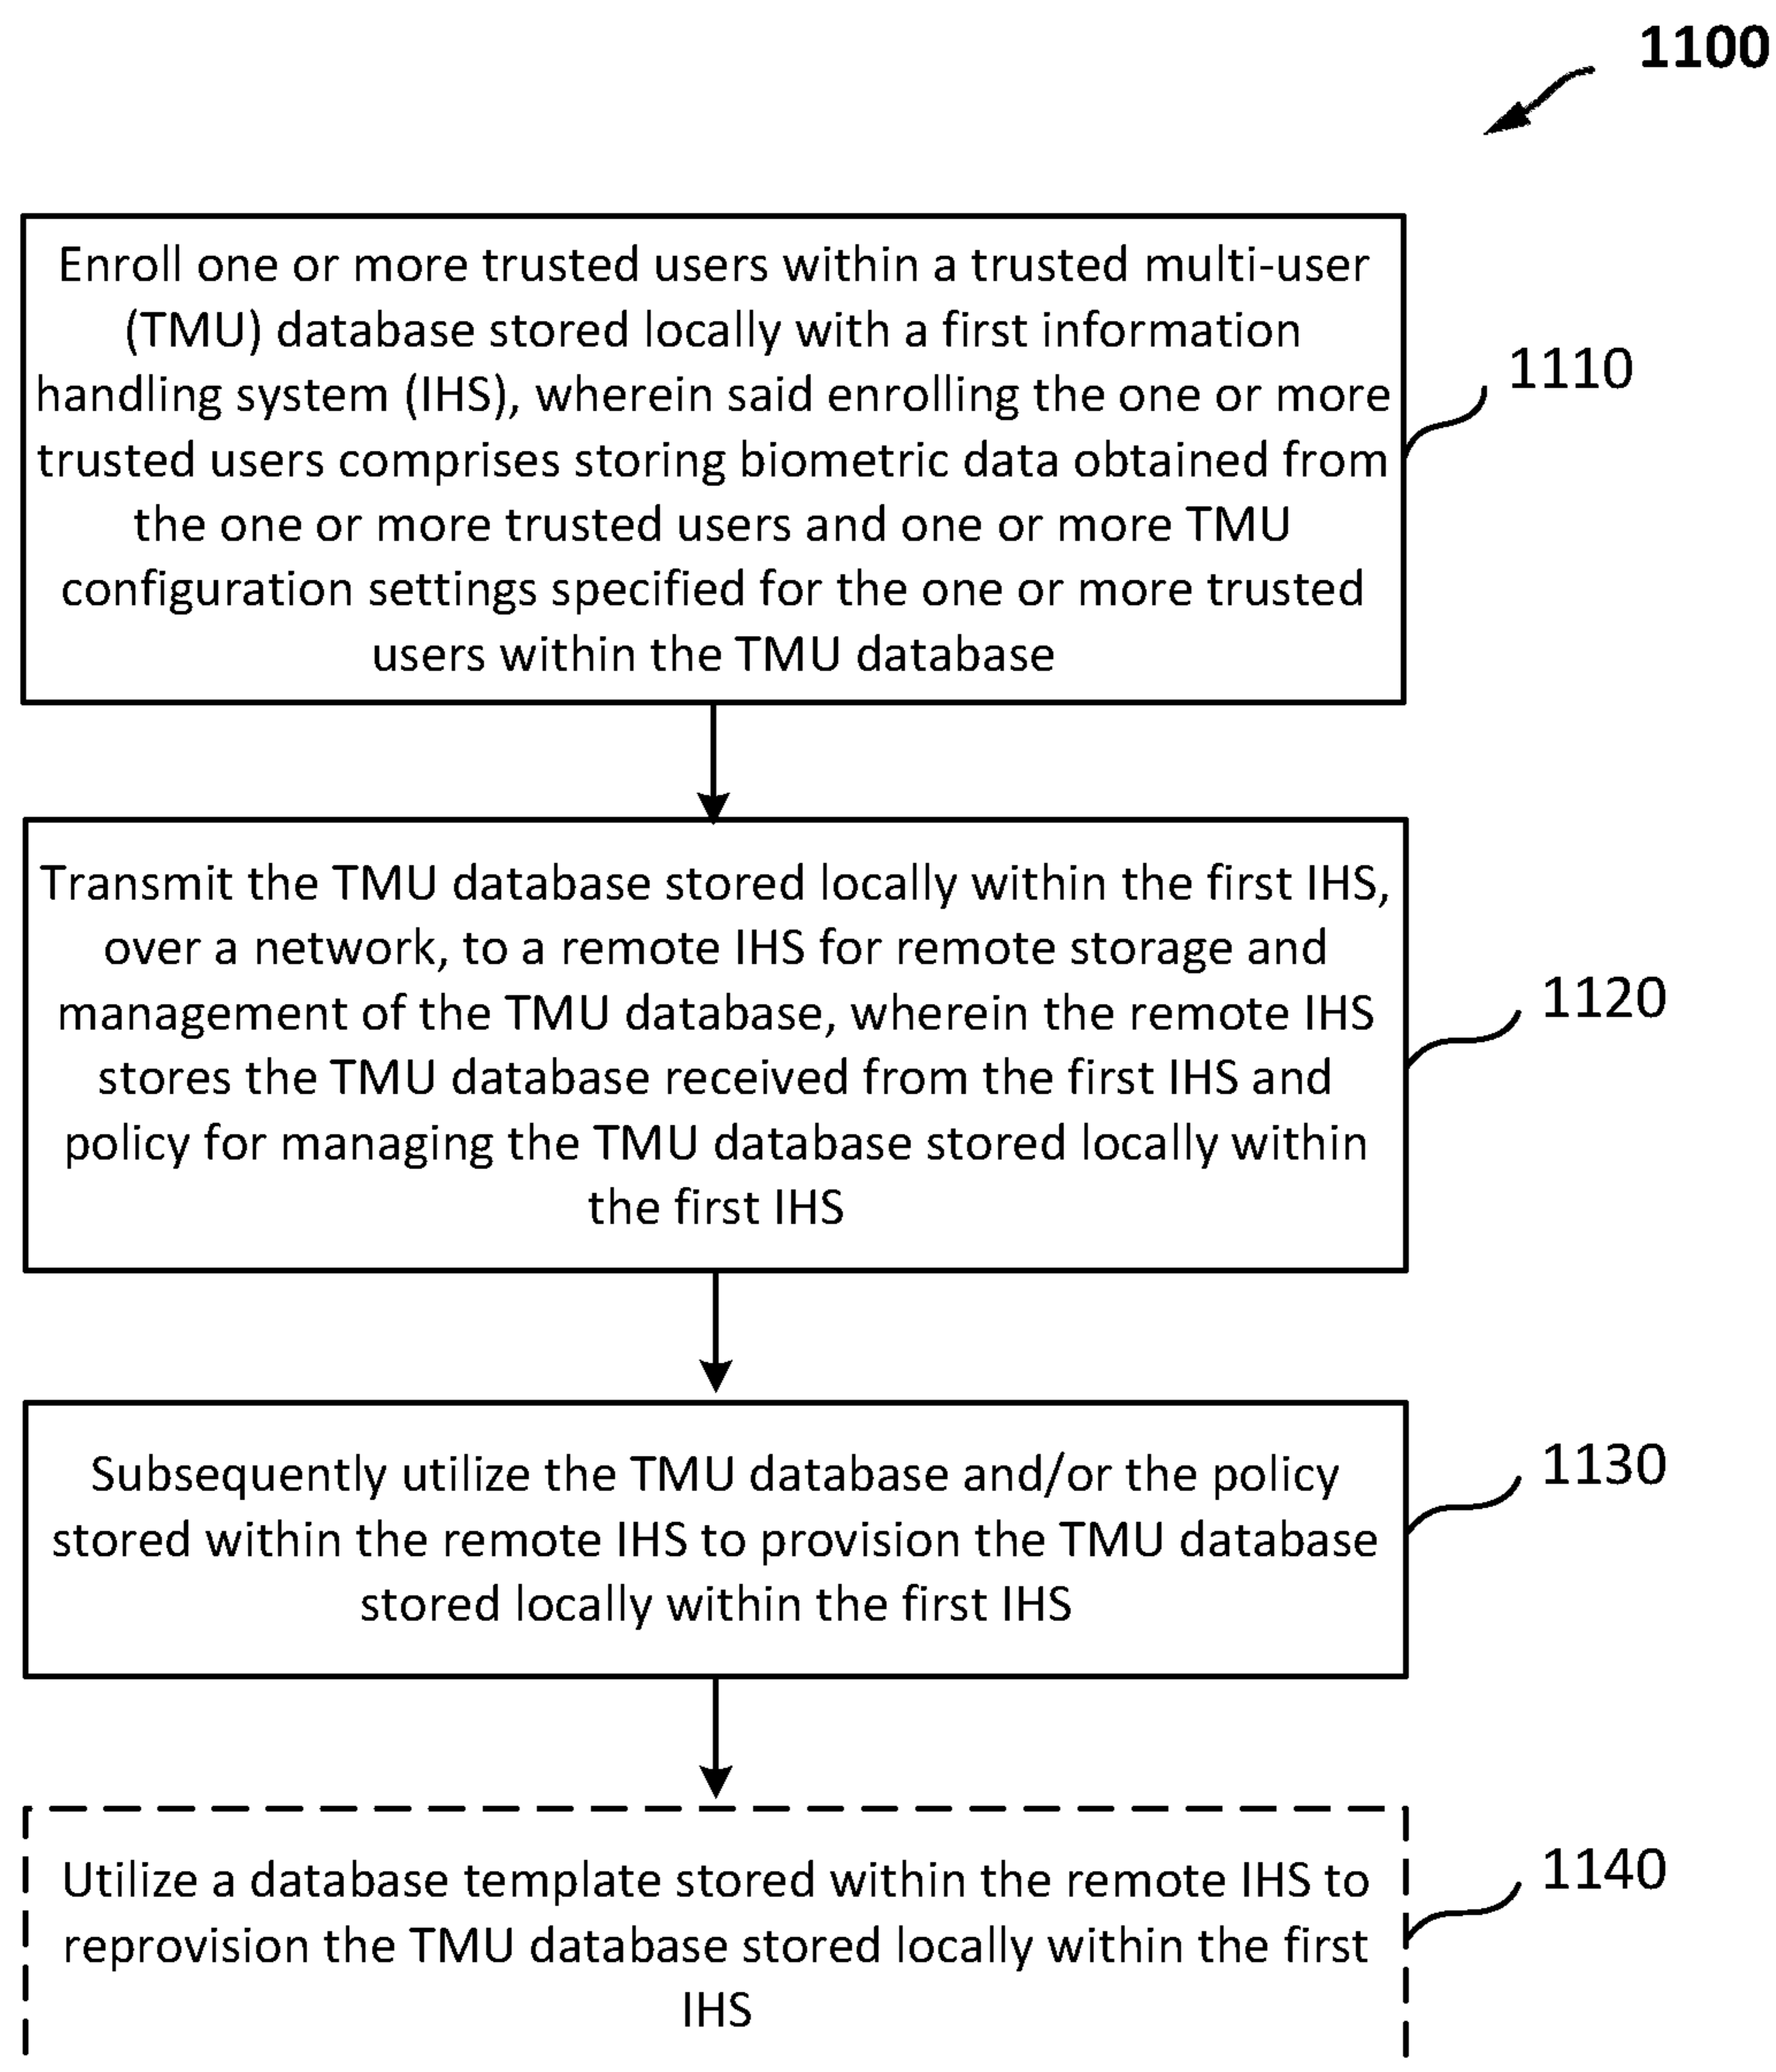 1100
Enroll one or more trusted users within a trusted multi-user
(TMU) database stored locally with a first information
handling system (IHS), wherein said enrolling the one or more
trusted users comprises storing biometric data obtained from
the one or more trusted users and one or more TMU
configuration settings specified for the one or more trusted
users within the TMU database
1110
Transmit the TMU database stored locally within the first IHS,
over a network, to a remote IHS for remote storage and
management of the TMU database, wherein the remote IHS
stores the TMU database received from the first IHS and
policy for managing the TMU database stored locally within
the first IHS
1120
Subsequently utilize the TMU database and/or the policy
stored within the remote IHS to provision the TMU database
stored locally within the first IHS
1130
Utilize a database template stored within the remote IHS to
reprovision the TMU database stored locally within the first
IHS
1140